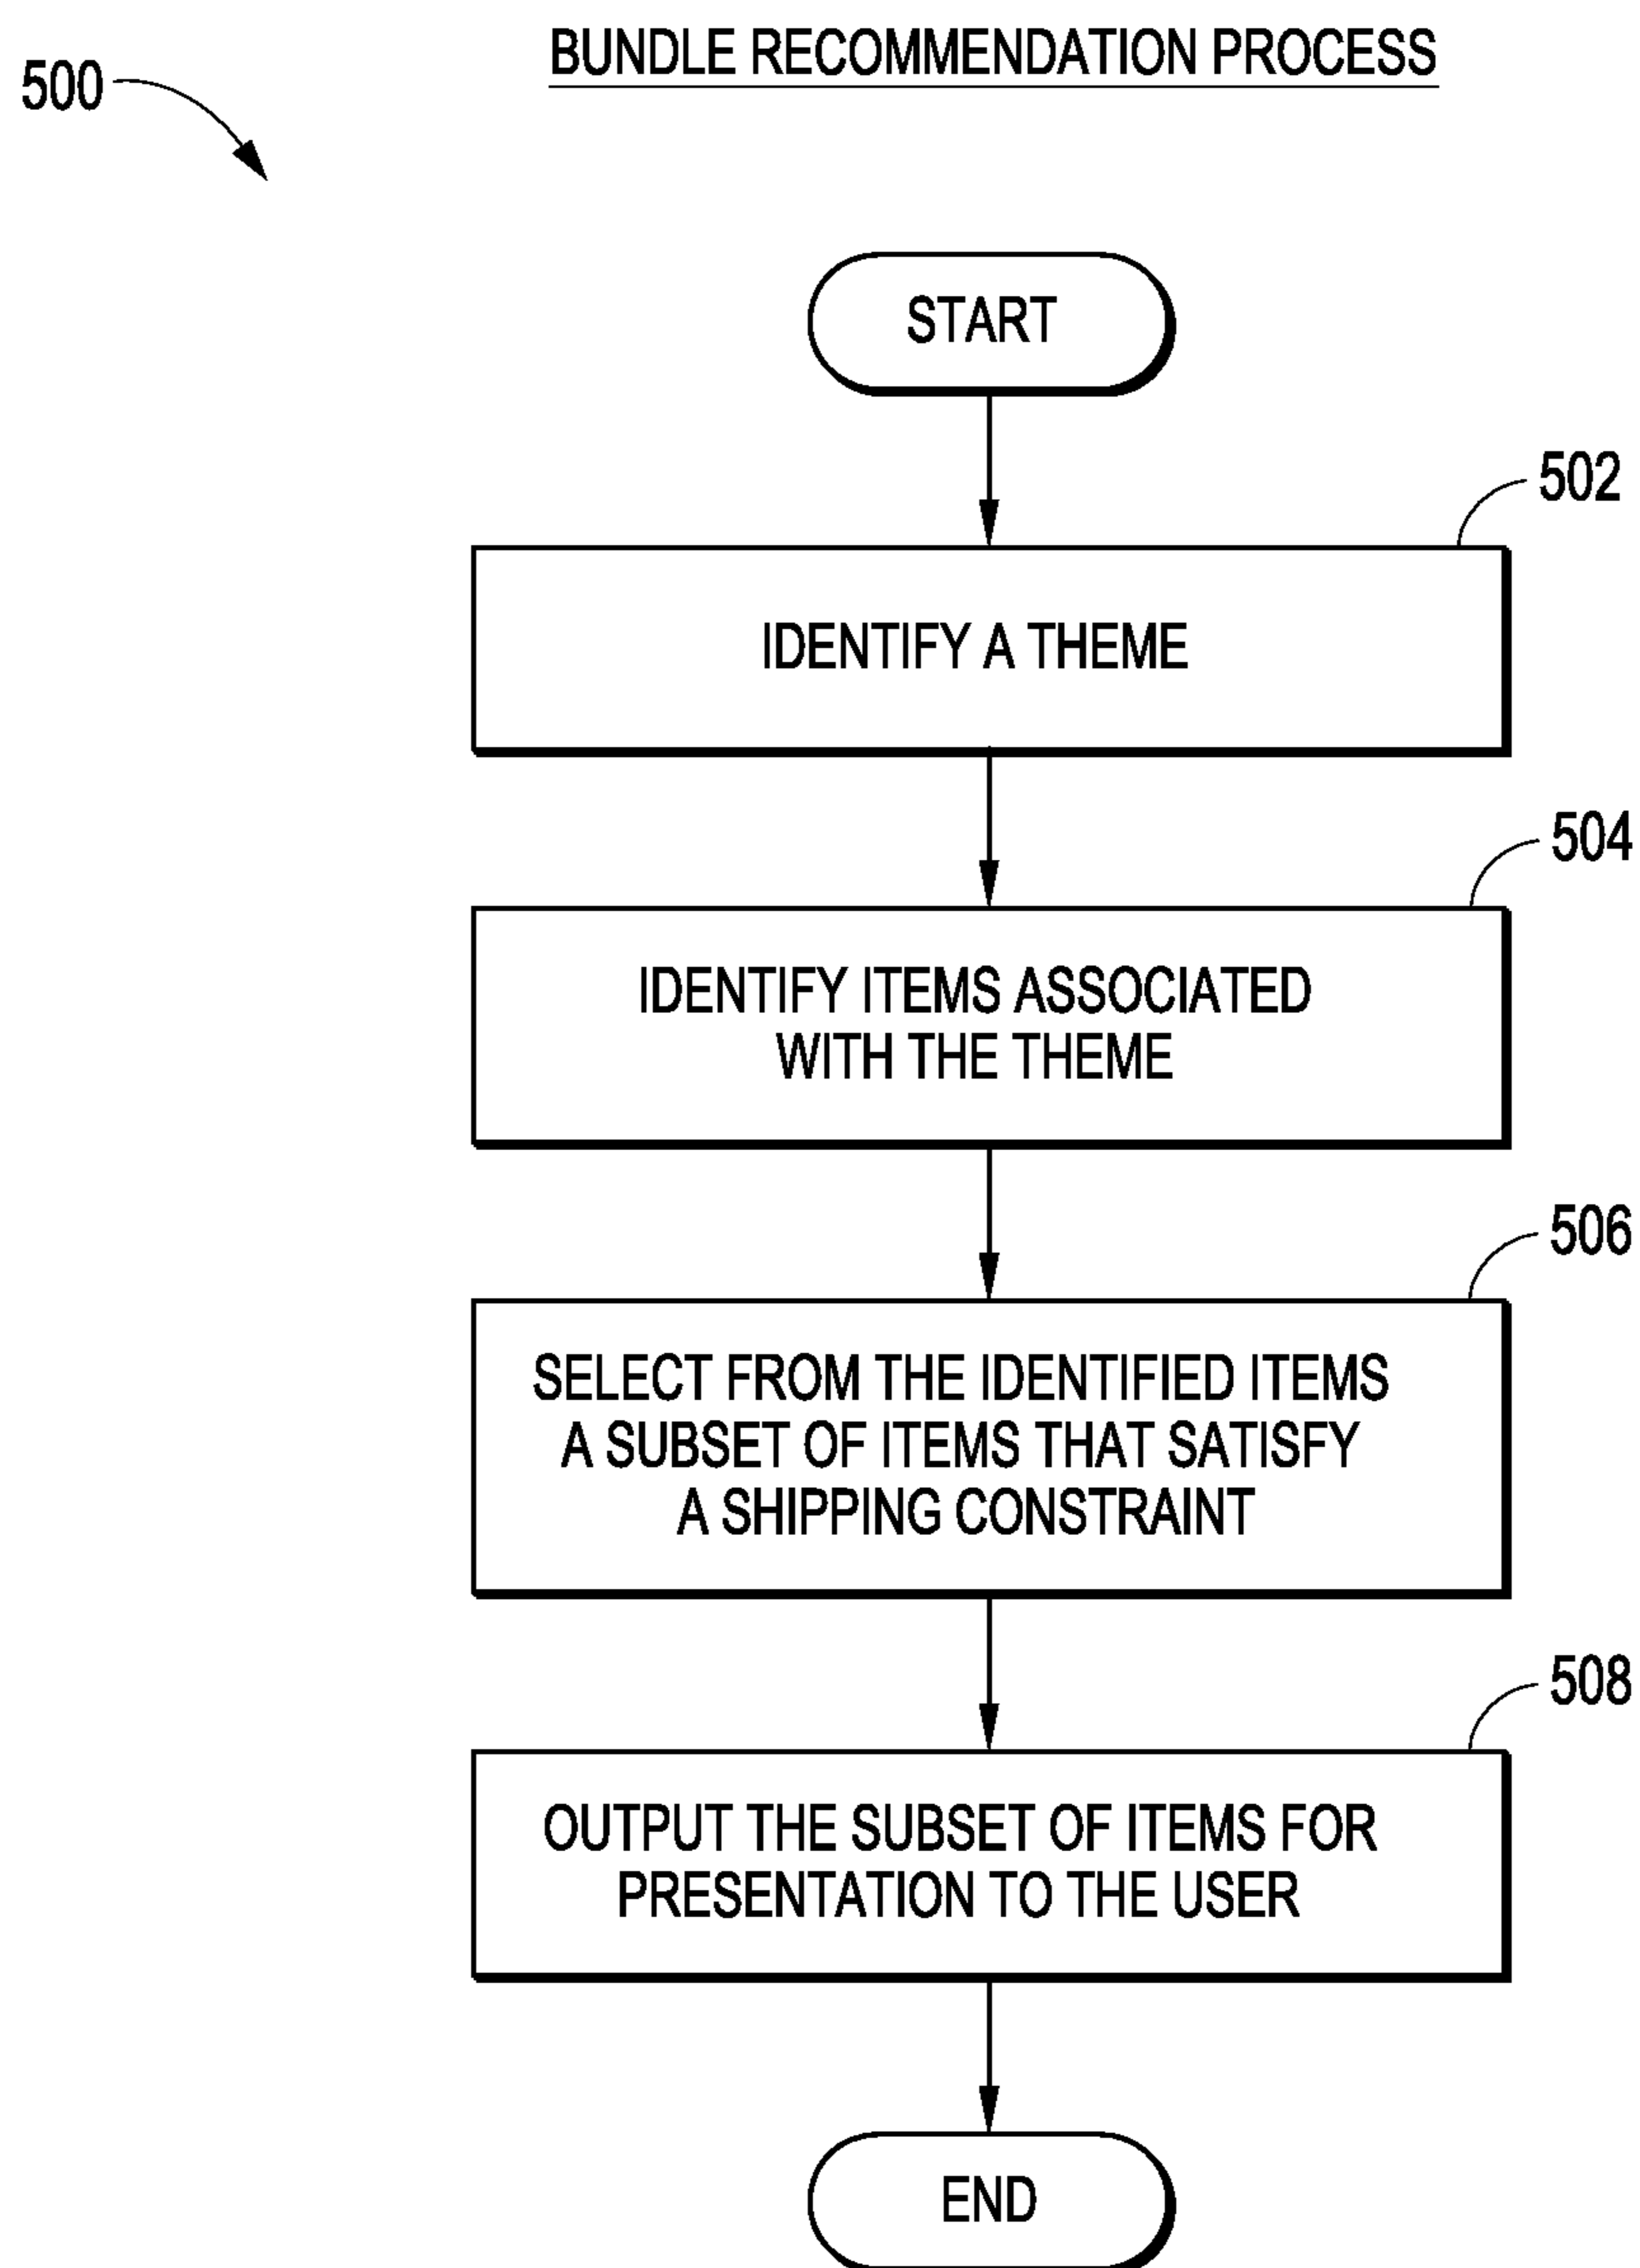 BUNDLE RECOMMENDATION PROCESS
500
START
502
IDENTIFY A THEME
504
IDENTIFY ITEMS ASSOCIATED
WITH THE THEME
506
SELECT FROM THE IDENTIFIED ITEMS
A SUBSET OF ITEMS THAT SATISFY
A SHIPPING CONSTRAINT
508
OUTPUT THE SUBSET OF ITEMS FOR
PRESENTATION TO THE USER
END